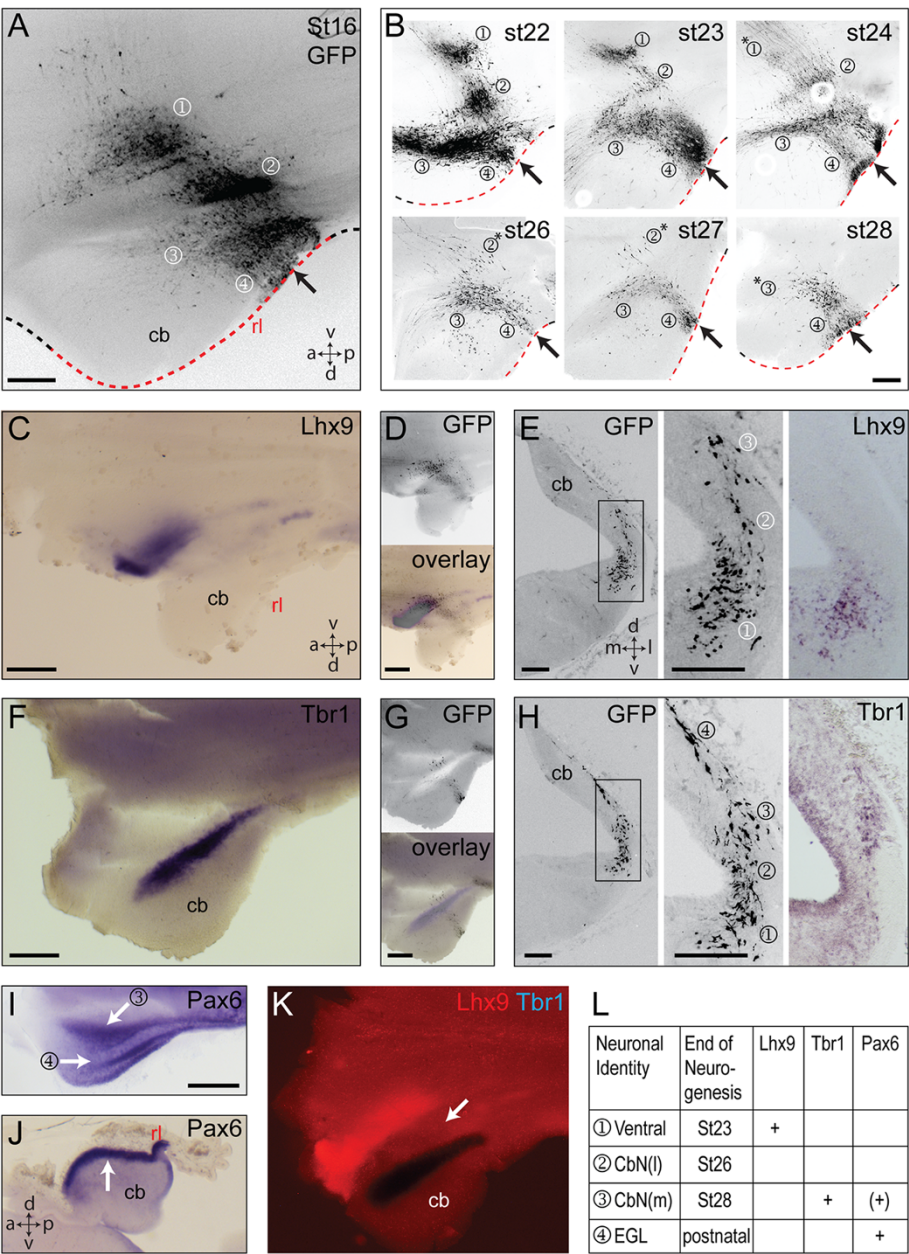 A
St16
GFP
①
②
③
④
cb
rl
v
a p
d
B
st22
①
②
③
④
st23
①
②
③
④
st24
*①
②
③
④
st26
②*
③
④
st27
②*
③
④
st28
*③
④
C
Lhx9
cb
rl
v
a p
d
D
GFP
overlay
E
GFP
cb
d
m l
v
③
②
①
Lhx9
F
Tbr1
cb
G
GFP
overlay
H
GFP
cb
④
③
②
①
Tbr1
I
③
④
Pax6
J
rl
Pax6
cb
d
a p
v
K
Lhx9 Tbr1
cb
L
Neuronal Identity
End of Neuro-genesis
Lhx9
Tbr1
Pax6
① Ventral St23 +
② CbN(l) St26
③ CbN(m) St28 + (+)
④ EGL postnatal +